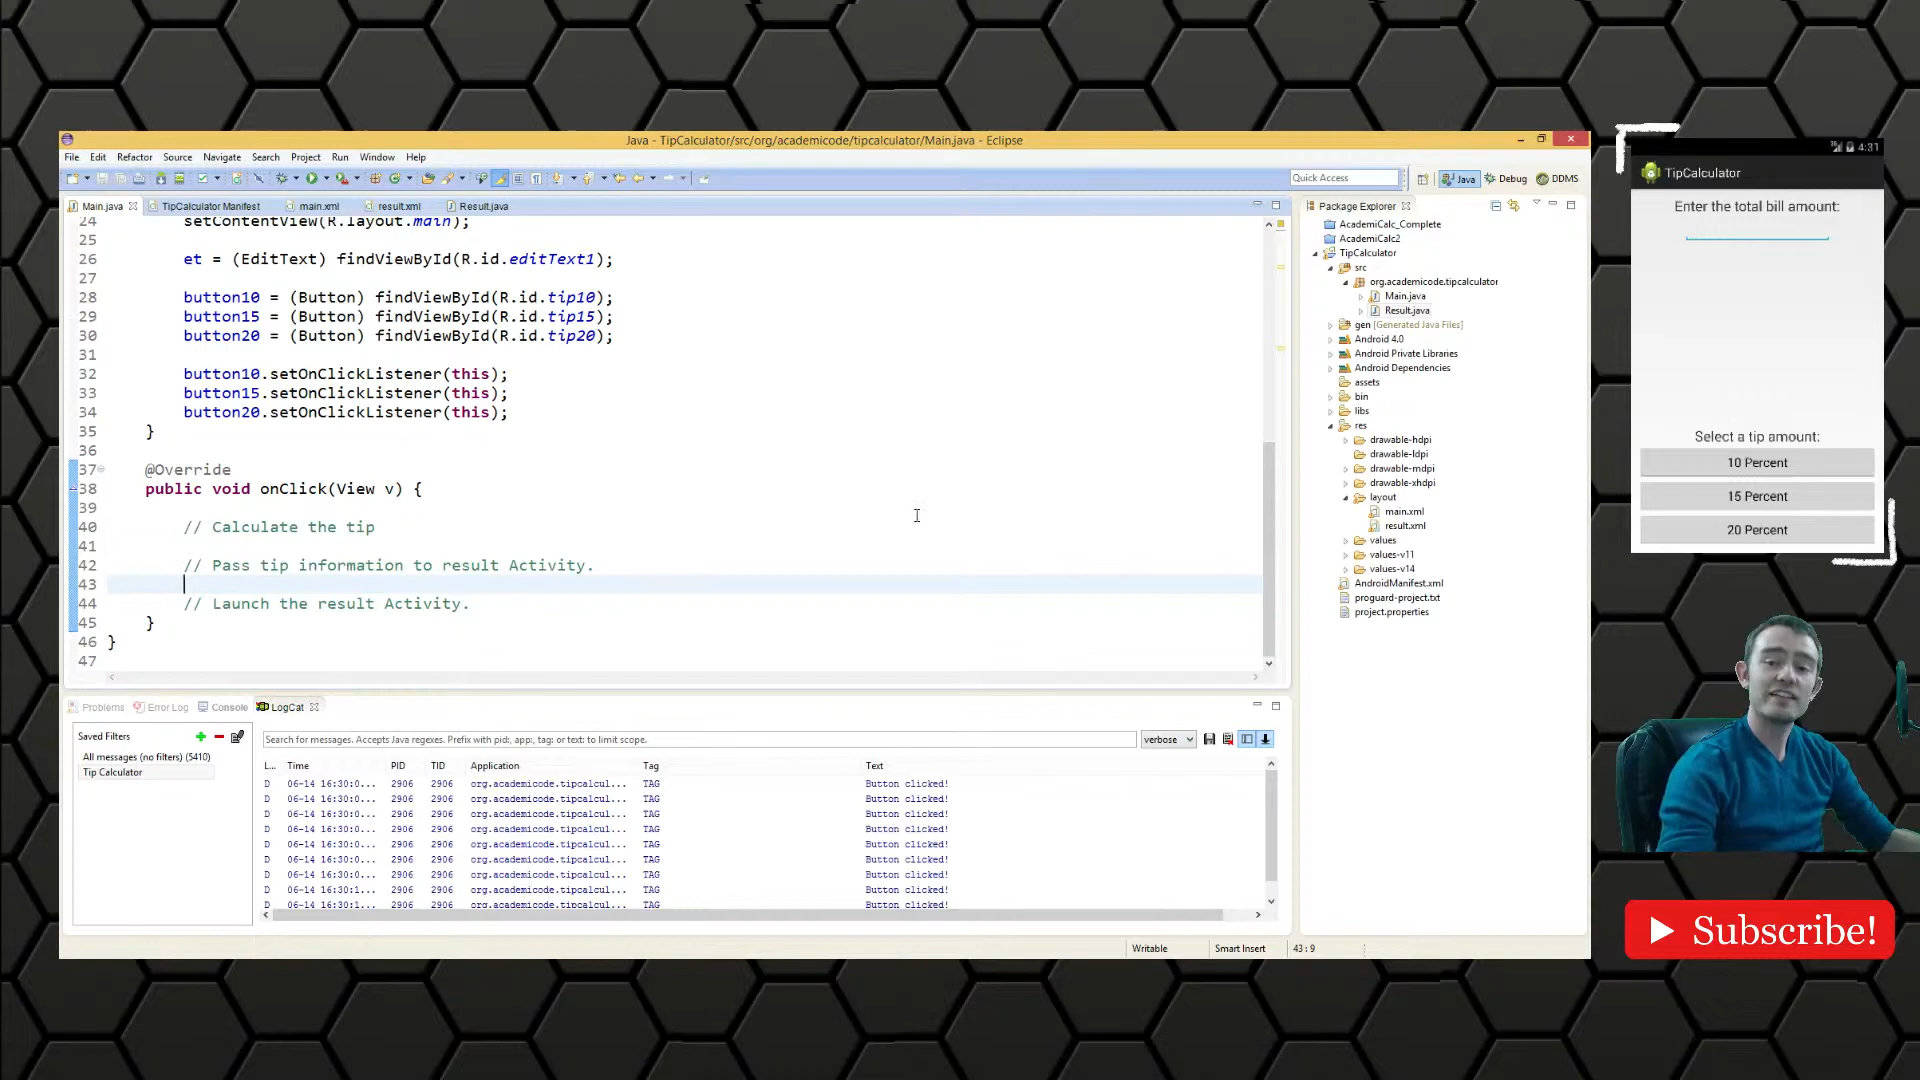 Java - TipCalculator/src/org/academicode/tipcalculator/Main.java - Eclipse
File Edit Refactor Source Navigate Search Project Run Window Help
Quick Access
Java Debug DDMS
Main.java TipCalculator Manifest main.xml result.xml Result.java
24 setContentView(R.layout.main);
25
26 et = (EditText) findViewById(R.id.editText1);
27
28 button10 = (Button) findViewById(R.id.tip10);
29 button15 = (Button) findViewById(R.id.tip15);
30 button20 = (Button) findViewById(R.id.tip20);
31
32 button10.setOnClickListener(this);
33 button15.setOnClickListener(this);
34 button20.setOnClickListener(this);
35 }
36
37 @Override
38 public void onClick(View v) {
39
40 // Calculate the tip
41
42 // Pass tip information to result Activity.
43
44 // Launch the result Activity.
45 }
46 }
47
Problems Error Log Console LogCat
Saved Filters
All messages (no filters) (5410)
Tip Calculator
Search for messages. Accepts Java regexes. Prefix with pid:, app:, tag: or text: to limit scope.
verbose
L... Time PID TID Application Tag Text
D 06-14 16:30:0... 2906 2906 org.academicode.tipcalcul... TAG Button clicked!
D 06-14 16:30:0... 2906 2906 org.academicode.tipcalcul... TAG Button clicked!
D 06-14 16:30:0... 2906 2906 org.academicode.tipcalcul... TAG Button clicked!
D 06-14 16:30:0... 2906 2906 org.academicode.tipcalcul... TAG Button clicked!
D 06-14 16:30:0... 2906 2906 org.academicode.tipcalcul... TAG Button clicked!
D 06-14 16:30:0... 2906 2906 org.academicode.tipcalcul... TAG Button clicked!
D 06-14 16:30:0... 2906 2906 org.academicode.tipcalcul... TAG Button clicked!
D 06-14 16:30:1... 2906 2906 org.academicode.tipcalcul... TAG Button clicked!
D 06-14 16:30:1... 2906 2906 org.academicode.tipcalcul... TAG Button clicked!
Writable Smart Insert 43 : 9
Package Explorer
AcademiCalc_Complete
AcademiCalc2
TipCalculator
src
org.academicode.tipcalculator
Main.java
Result.java
gen [Generated Java Files]
Android 4.0
Android Private Libraries
Android Dependencies
assets
bin
libs
res
drawable-hdpi
drawable-ldpi
drawable-mdpi
drawable-xhdpi
layout
main.xml
result.xml
values
values-v11
values-v14
AndroidManifest.xml
proguard-project.txt
project.properties
4:31
TipCalculator
Enter the total bill amount:
Select a tip amount:
10 Percent
15 Percent
20 Percent
Subscribe!